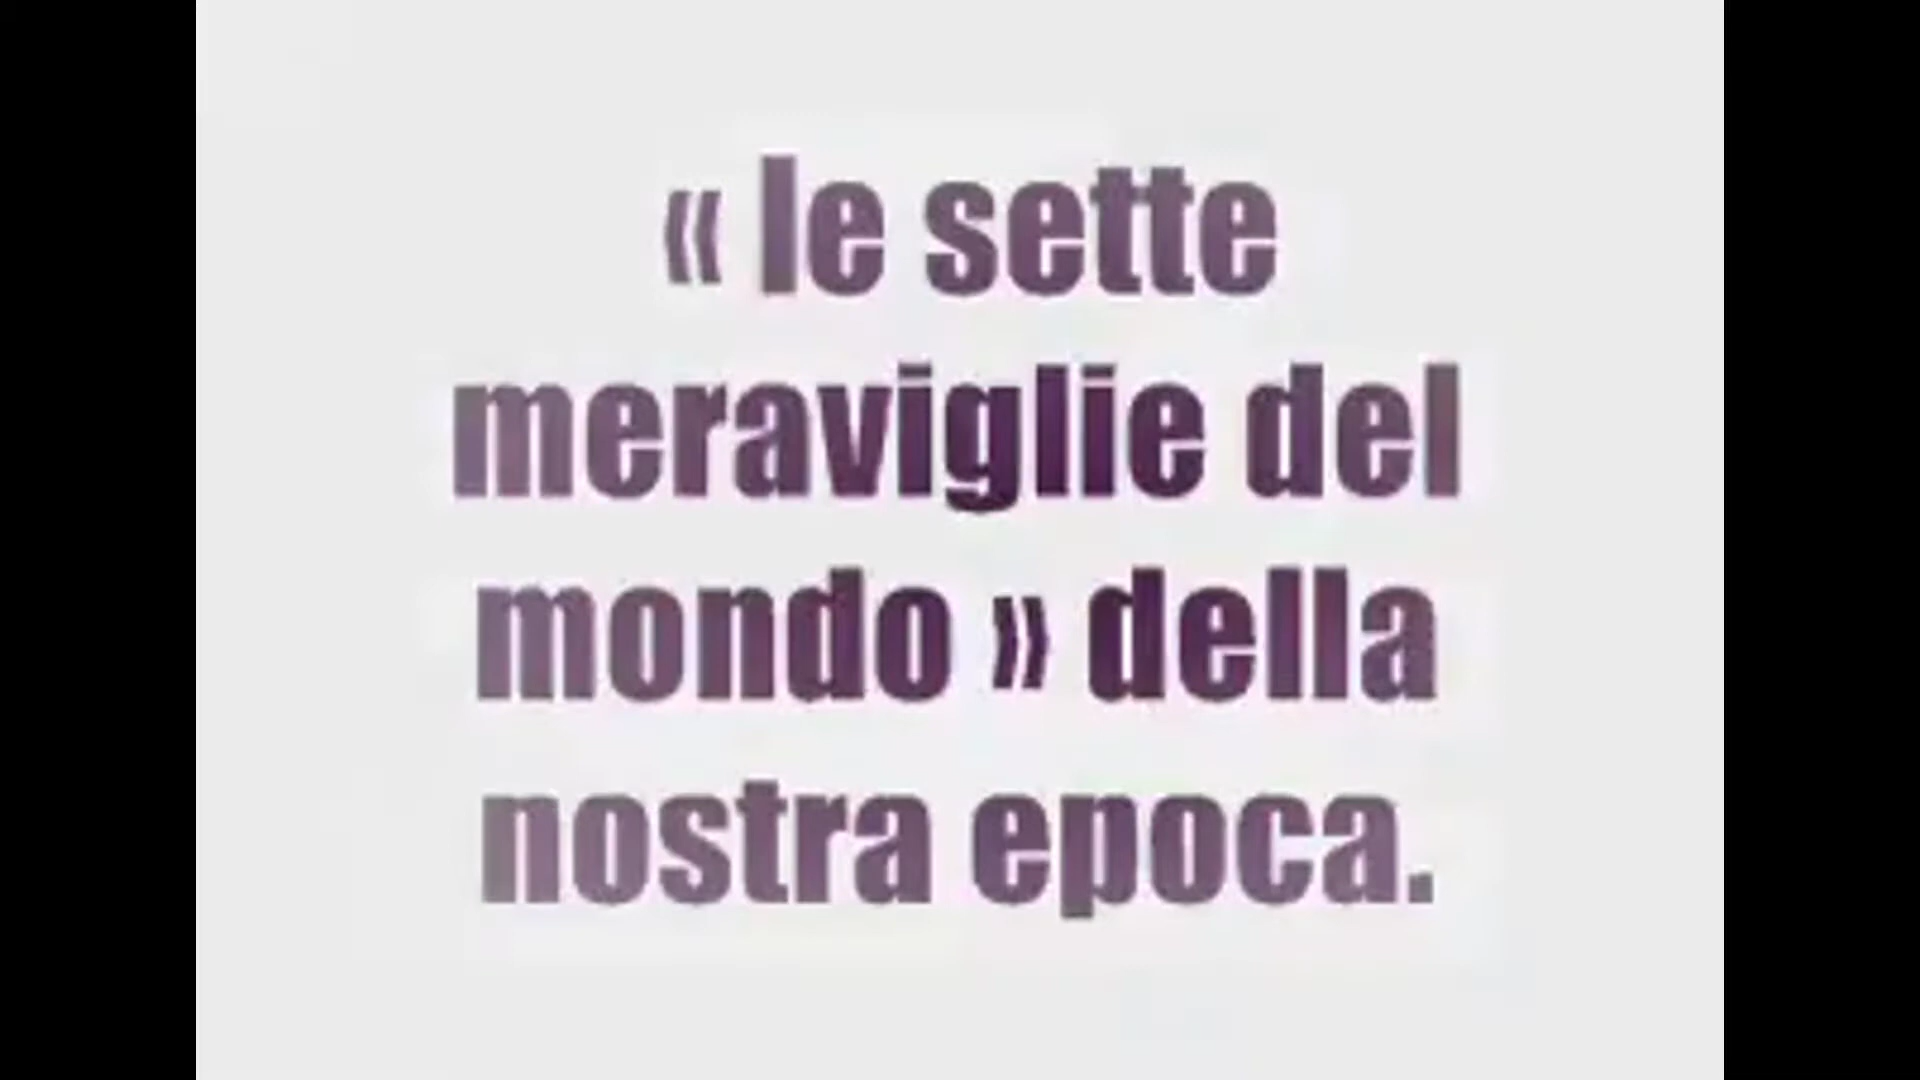 « le sette
meraviglie del
mondo » della
nostra epoca.